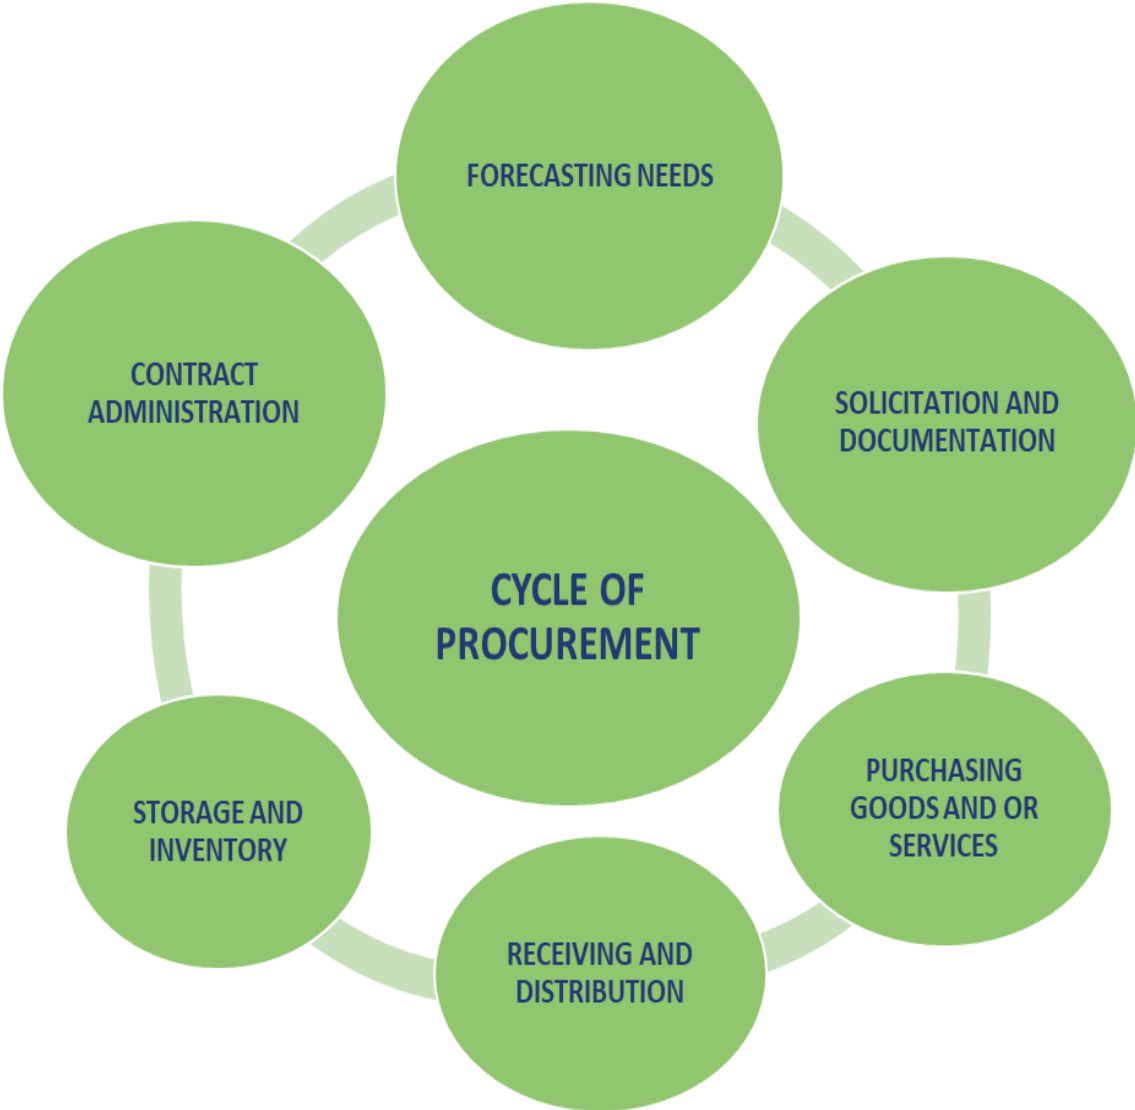 FORECASTING NEEDS
SOLICITATION AND
DOCUMENTATION
PURCHASING
GOODS AND OR
SERVICES
RECEIVING AND
DISTRIBUTION
STORAGE AND
INVENTORY
CONTRACT
ADMINISTRATION
CYCLE OF
PROCUREMENT